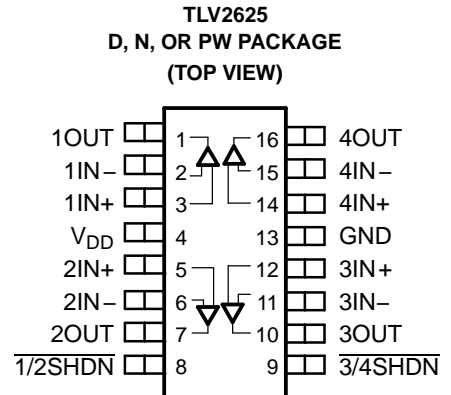 TLV2625
D, N, OR PW PACKAGE
(TOP VIEW)
1OUT 1 16 4OUT
1IN− 2 15 4IN−
1IN+ 3 14 4IN+
VDD 4 13 GND
2IN+ 5 12 3IN+
2IN− 6 11 3IN−
2OUT 7 10 3OUT
1/2SHDN 8 9 3/4SHDN